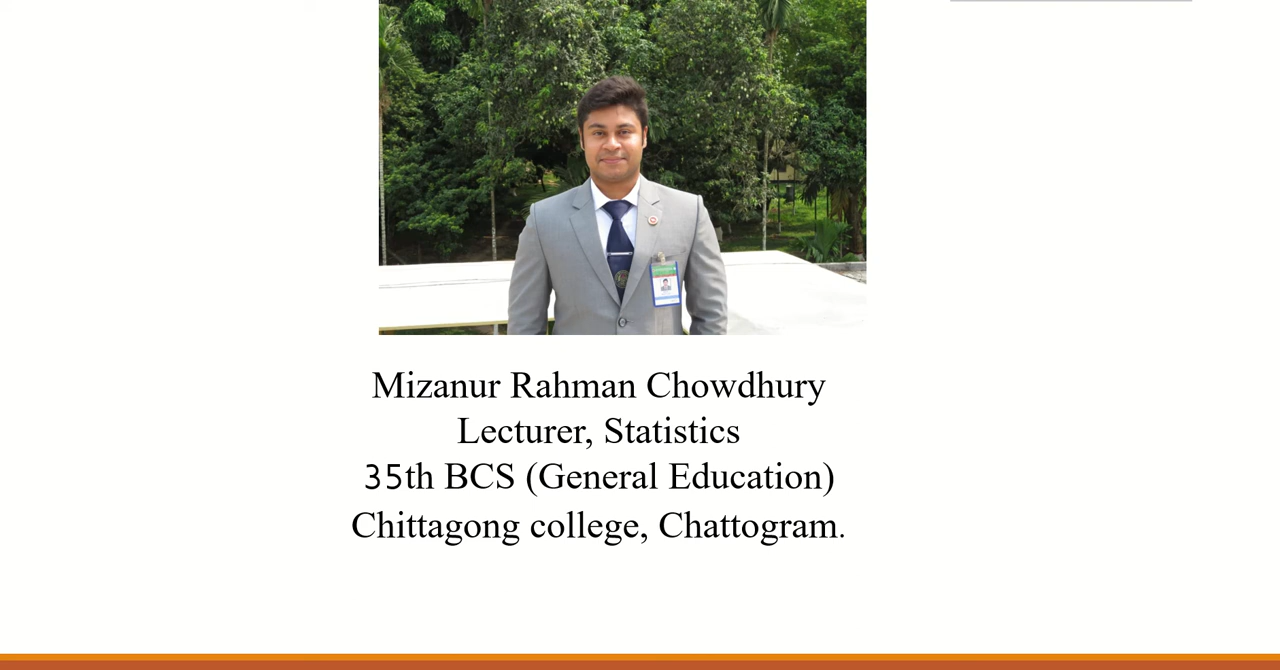 Mizanur Rahman Chowdhury
Lecturer, Statistics
35th BCS (General Education)
Chittagong college, Chattogram.